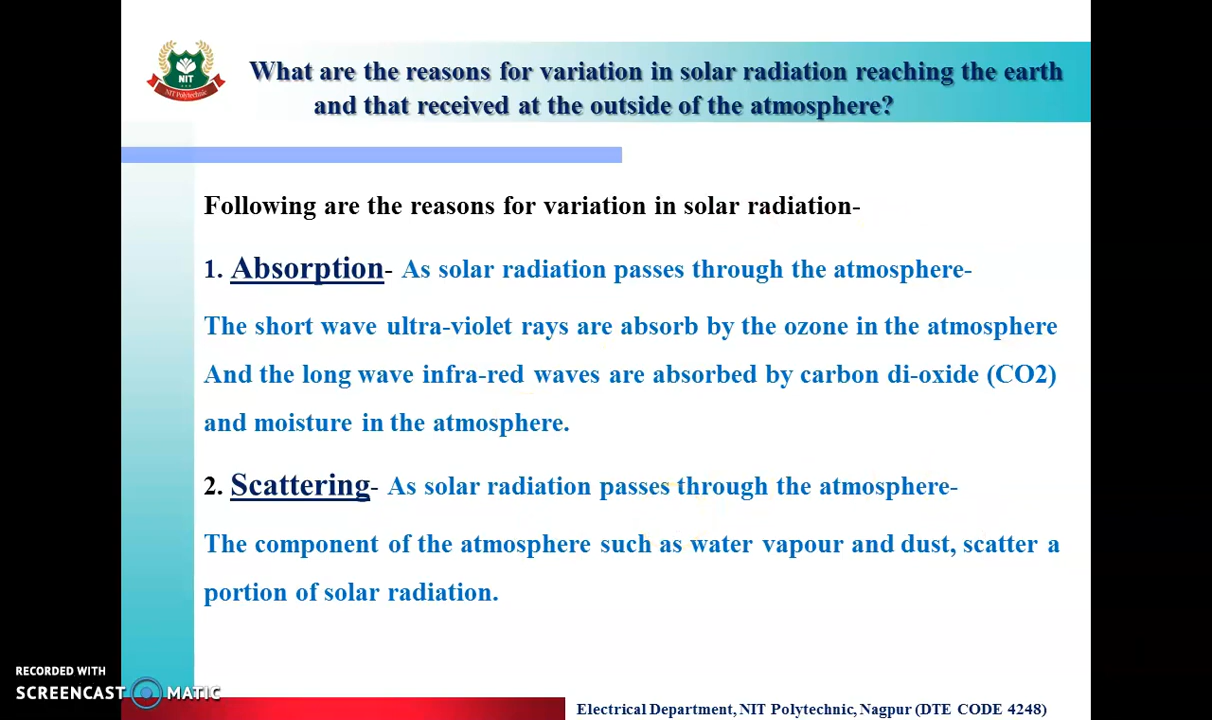 NIT
NIT Polytechnic
What are the reasons for variation in solar radiation reaching the earth
and that received at the outside of the atmosphere?
Following are the reasons for variation in solar radiation-
1. Absorption- As solar radiation passes through the atmosphere-
The short wave ultra-violet rays are absorb by the ozone in the atmosphere
And the long wave infra-red waves are absorbed by carbon di-oxide (CO2)
and moisture in the atmosphere.
2. Scattering- As solar radiation passes through the atmosphere-
The component of the atmosphere such as water vapour and dust, scatter a
portion of solar radiation.
RECORDED WITH
SCREENCAST MATIC
Electrical Department, NIT Polytechnic, Nagpur (DTE CODE 4248)